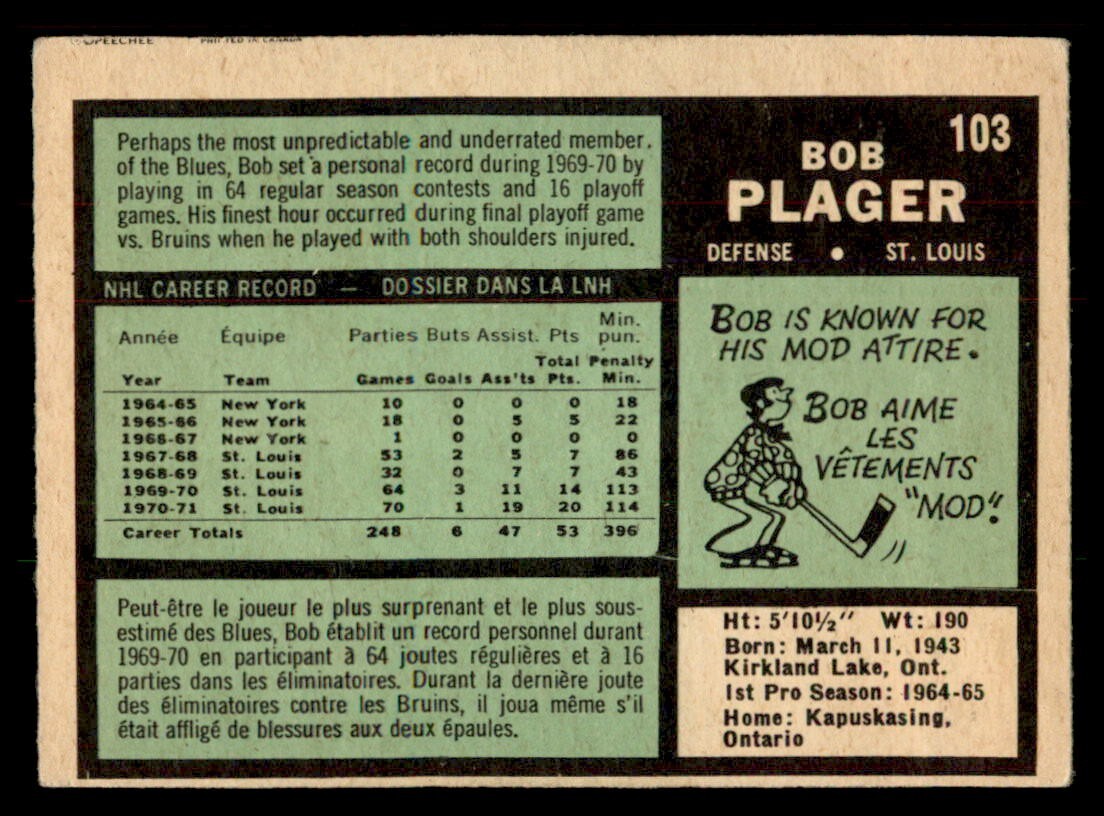 OPEECHEE PRINTED IN CANADA
Perhaps the most unpredictable and underrated member.
of the Blues, Bob set a personal record during 1969-70 by
playing in 64 regular season contests and 16 playoff
games. His finest hour occurred during final playoff game
vs. Bruins when he played with both shoulders injured.
103
BOB
PLAGER
DEFENSE • ST. LOUIS
NHL CAREER RECORD — DOSSIER DANS LA LNH
Année Équipe Parties Buts Assist. Pts Min. pun.
Year Team Games Goals Ass'ts Total Pts. Penalty Min.
1964-65 New York 10 0 0 0 18
1965-66 New York 18 0 5 5 22
1966-67 New York 1 0 0 0 0
1967-68 St. Louis 53 2 5 7 86
1968-69 St. Louis 32 0 7 7 43
1969-70 St. Louis 64 3 11 14 113
1970-71 St. Louis 70 1 19 20 114
Career Totals 248 6 47 53 396
BOB IS KNOWN FOR
HIS MOD ATTIRE.
BOB AIME
LES
VÊTEMENTS
"MOD".
Peut-être le joueur le plus surprenant et le plus sous-
estimé des Blues, Bob établit un record personnel durant
1969-70 en participant à 64 joutes régulières et à 16
parties dans les éliminatoires. Durant la dernière joute
des éliminatoires contre les Bruins, il joua même s'il
était affligé de blessures aux deux épaules.
Ht: 5'10½" Wt: 190
Born: March 11, 1943
Kirkland Lake, Ont.
1st Pro Season: 1964-65
Home: Kapuskasing,
Ontario